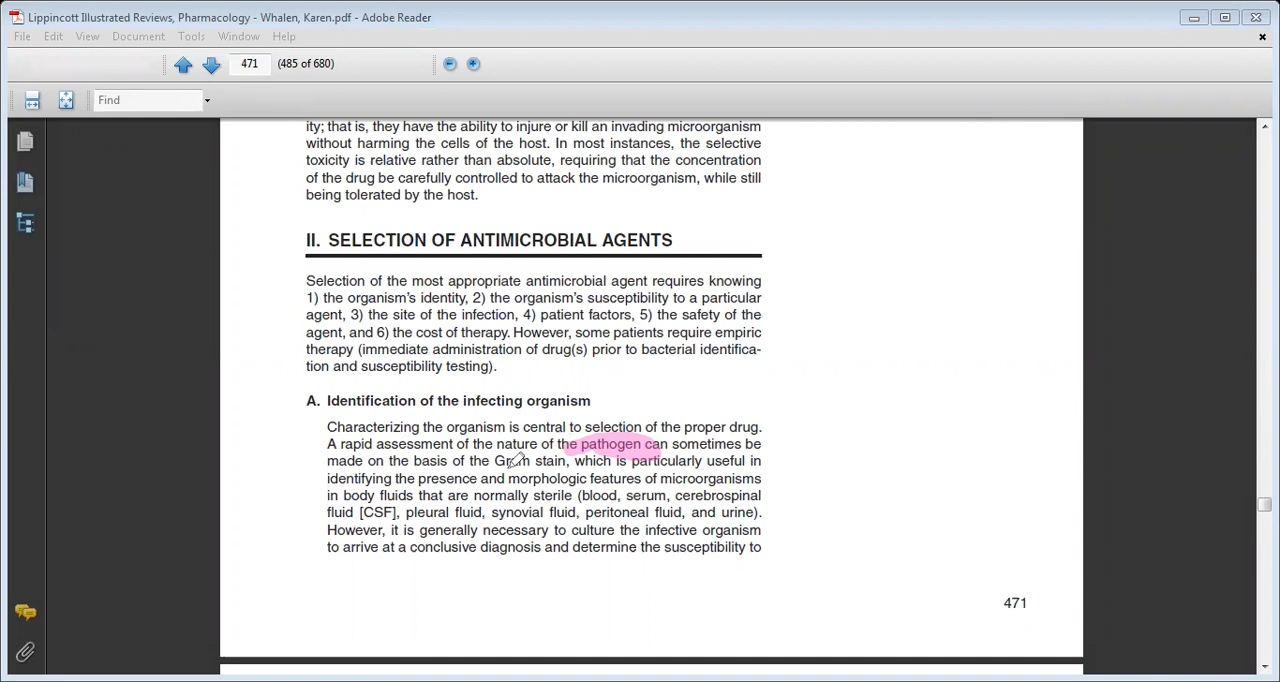 Lippincott Illustrated Reviews, Pharmacology - Whalen, Karen.pdf - Adobe Reader
File Edit View Document Tools Window Help
471 (485 of 680)
Find
ity; that is, they have the ability to injure or kill an invading microorganism
without harming the cells of the host. In most instances, the selective
toxicity is relative rather than absolute, requiring that the concentration
of the drug be carefully controlled to attack the microorganism, while still
being tolerated by the host.
II. SELECTION OF ANTIMICROBIAL AGENTS
Selection of the most appropriate antimicrobial agent requires knowing
1) the organism’s identity, 2) the organism’s susceptibility to a particular
agent, 3) the site of the infection, 4) patient factors, 5) the safety of the
agent, and 6) the cost of therapy. However, some patients require empiric
therapy (immediate administration of drug(s) prior to bacterial identifica-
tion and susceptibility testing).
A. Identification of the infecting organism
Characterizing the organism is central to selection of the proper drug.
A rapid assessment of the nature of the pathogen can sometimes be
made on the basis of the Gram stain, which is particularly useful in
identifying the presence and morphologic features of microorganisms
in body fluids that are normally sterile (blood, serum, cerebrospinal
fluid [CSF], pleural fluid, synovial fluid, peritoneal fluid, and urine).
However, it is generally necessary to culture the infective organism
to arrive at a conclusive diagnosis and determine the susceptibility to
471